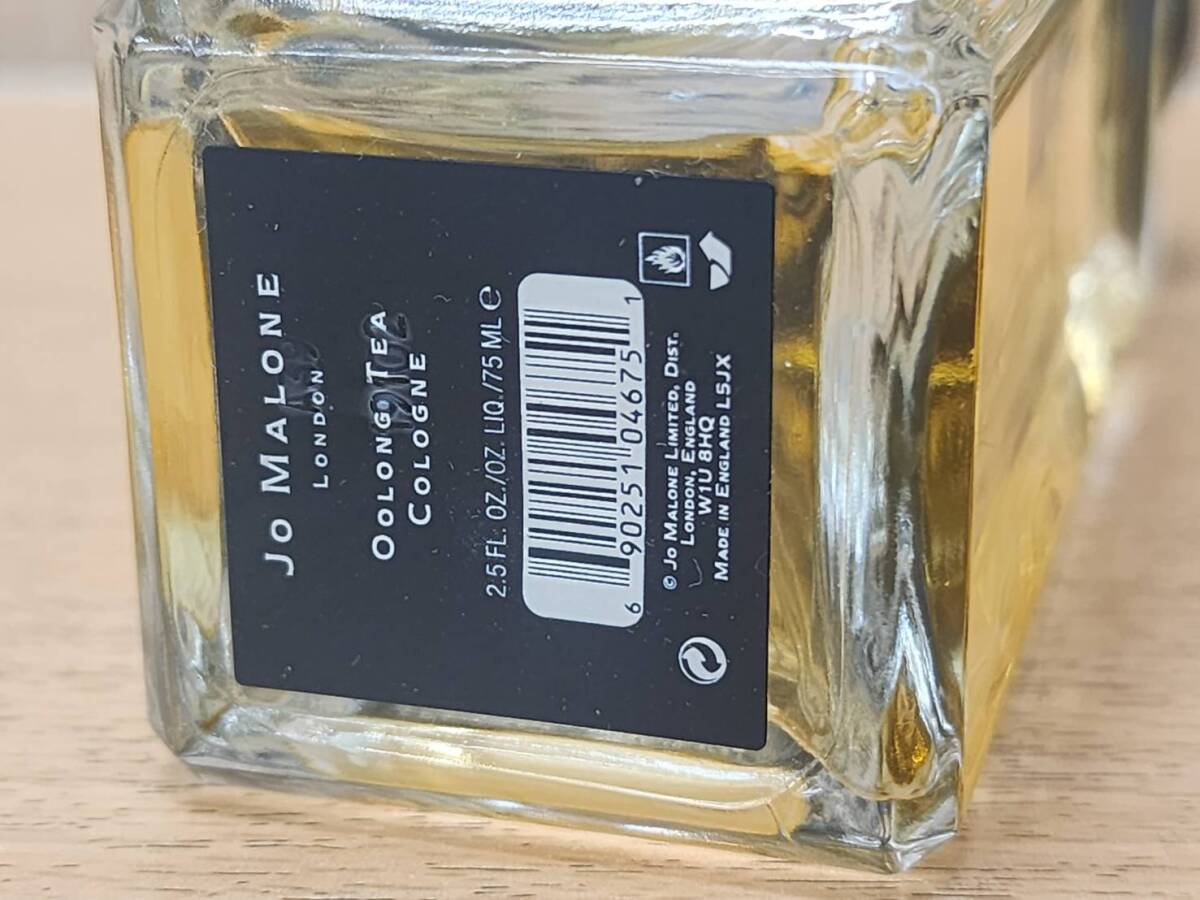 Jo MALONE
LONDON
OOLONG TEA
COLOGNE
2.5 FL. OZ./OZ. LIQ./75 ML ℮
6 90251 04675 1
© JO MALONE LIMITED, DIST.
LONDON, ENGLAND
W1U 8HQ
MADE IN ENGLAND L5JX